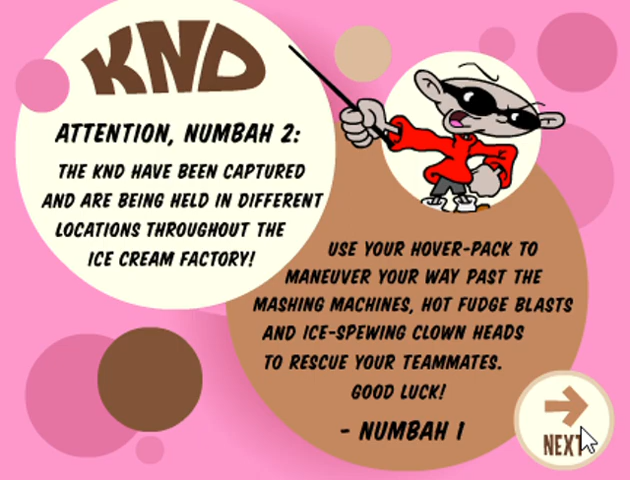 KND
ATTENTION, NUMBAH 2:
THE KND HAVE BEEN CAPTURED
AND ARE BEING HELD IN DIFFERENT
LOCATIONS THROUGHOUT THE
ICE CREAM FACTORY!
USE YOUR HOVER-PACK TO
MANEUVER YOUR WAY PAST THE
MASHING MACHINES, HOT FUDGE BLASTS
AND ICE-SPEWING CLOWN HEADS
TO RESCUE YOUR TEAMMATES.
GOOD LUCK!
- NUMBAH 1
NEXT